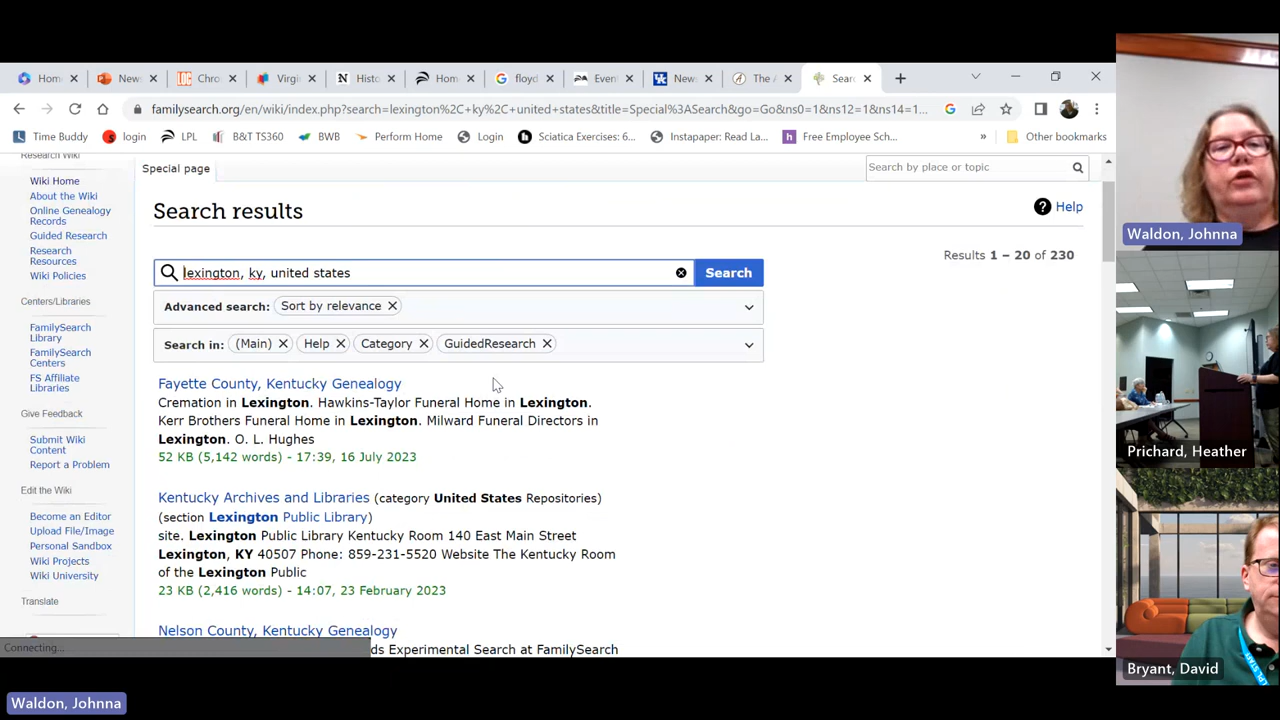 Home
News
Chro
Virgin
Histo
Home
floyd
Event
News
The A
Searc
familysearch.org/en/wiki/index.php?search=lexington%2C+ky%2C+united states&title=Special%3ASearch&go=Go&ns0=1&ns12=1&ns14=1...
Time Buddy
login
LPL
B&T TS360
BWB
Perform Home
Login
Sciatica Exercises: 6...
Instapaper: Read La...
Free Employee Sch...
»
Other bookmarks
Research Wiki
Wiki Home
About the Wiki
Online Genealogy
Records
Guided Research
Research
Resources
Wiki Policies
Centers/Libraries
FamilySearch
Library
FamilySearch
Centers
FS Affiliate
Libraries
Give Feedback
Submit Wiki
Content
Report a Problem
Edit the Wiki
Become an Editor
Upload File/Image
Personal Sandbox
Wiki Projects
Wiki University
Translate
Special page
Search by place or topic
Search results
Help
Results 1 – 20 of 230
lexington, ky, united states
Search
Advanced search: Sort by relevance
Search in: (Main) Help Category GuidedResearch
Fayette County, Kentucky Genealogy
Cremation in Lexington. Hawkins-Taylor Funeral Home in Lexington.
Kerr Brothers Funeral Home in Lexington. Milward Funeral Directors in
Lexington. O. L. Hughes
52 KB (5,142 words) - 17:39, 16 July 2023
Kentucky Archives and Libraries (category United States Repositories)
(section Lexington Public Library)
site. Lexington Public Library Kentucky Room 140 East Main Street
Lexington, KY 40507 Phone: 859-231-5520 Website The Kentucky Room
of the Lexington Public
23 KB (2,416 words) - 14:07, 23 February 2023
Nelson County, Kentucky Genealogy
ds Experimental Search at FamilySearch
Connecting...
Waldon, Johnna
Prichard, Heather
Bryant, David
Waldon, Johnna